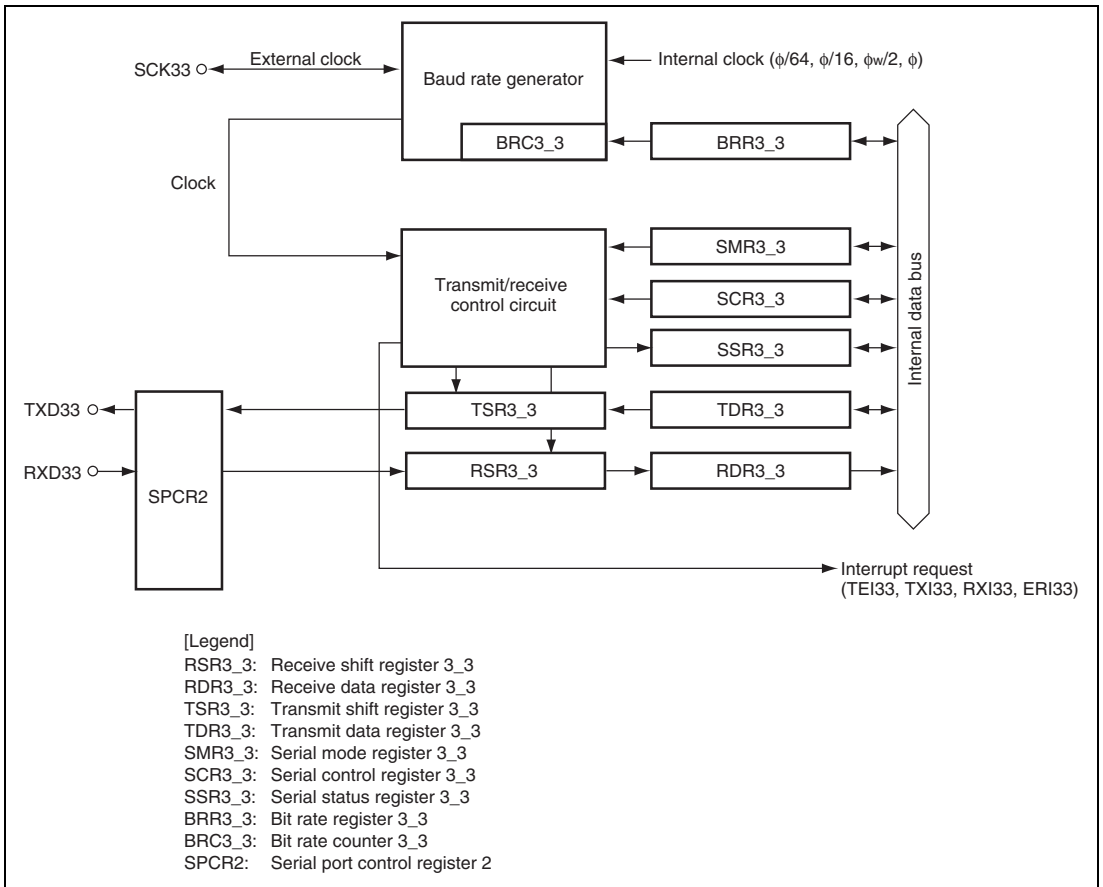 SCK33
External clock
Baud rate generator
Internal clock (φ/64, φ/16, φw/2, φ)
BRC3_3
BRR3_3
Clock
Transmit/receive
control circuit
SMR3_3
SCR3_3
SSR3_3
Internal data bus
TXD33
TSR3_3
TDR3_3
RXD33
SPCR2
RSR3_3
RDR3_3
Interrupt request
(TEI33, TXI33, RXI33, ERI33)
[Legend]
RSR3_3: Receive shift register 3_3
RDR3_3: Receive data register 3_3
TSR3_3: Transmit shift register 3_3
TDR3_3: Transmit data register 3_3
SMR3_3: Serial mode register 3_3
SCR3_3: Serial control register 3_3
SSR3_3: Serial status register 3_3
BRR3_3: Bit rate register 3_3
BRC3_3: Bit rate counter 3_3
SPCR2: Serial port control register 2